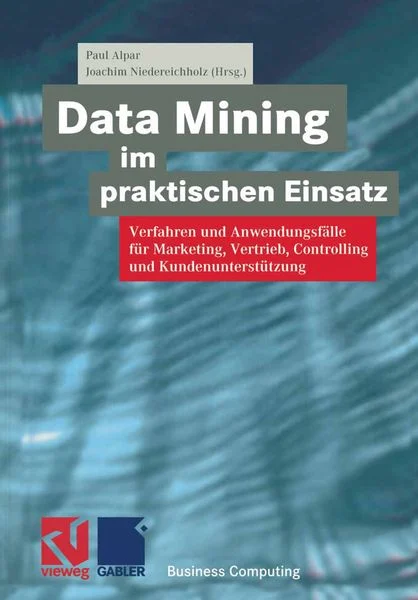 Paul Alpar
Joachim Niedereichholz (Hrsg.)
Data Mining
im
praktischen Einsatz
Verfahren und Anwendungsfälle
für Marketing, Vertrieb, Controlling
und Kundenunterstützung
vieweg
GABLER
Business Computing